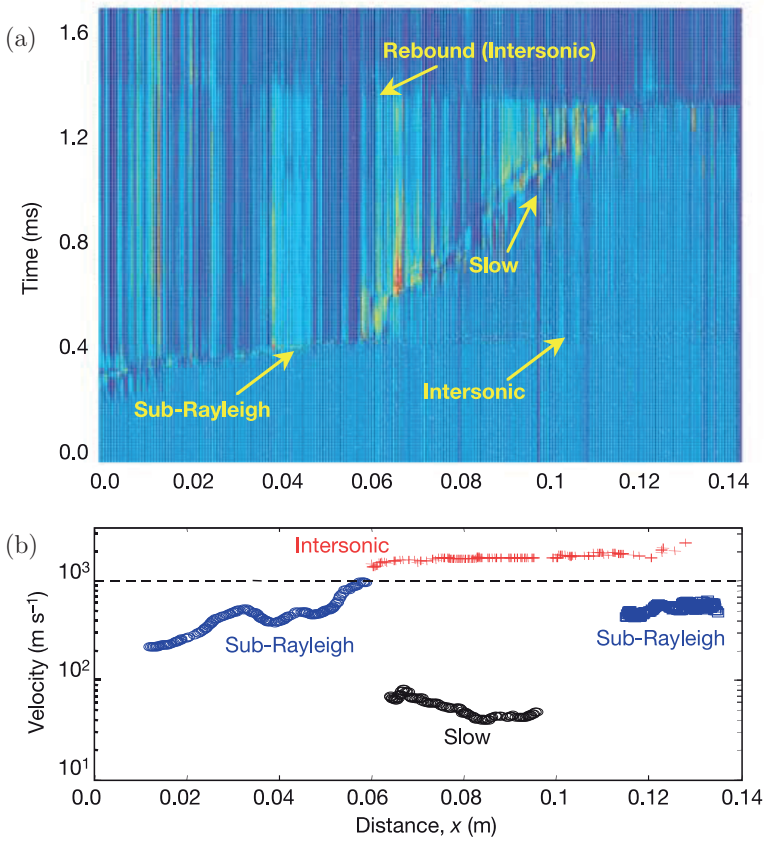 (a)
1.6
1.2
0.8
0.4
0.0
Time (ms)
Rebound (Intersonic)
Slow
Sub-Rayleigh
Intersonic
0.0 0.02 0.04 0.06 0.08 0.10 0.12 0.14
(b)
10³
10²
10¹
Velocity (m s⁻¹)
Intersonic
Sub-Rayleigh
Sub-Rayleigh
Slow
0.0 0.02 0.04 0.06 0.08 0.10 0.12 0.14
Distance, x (m)